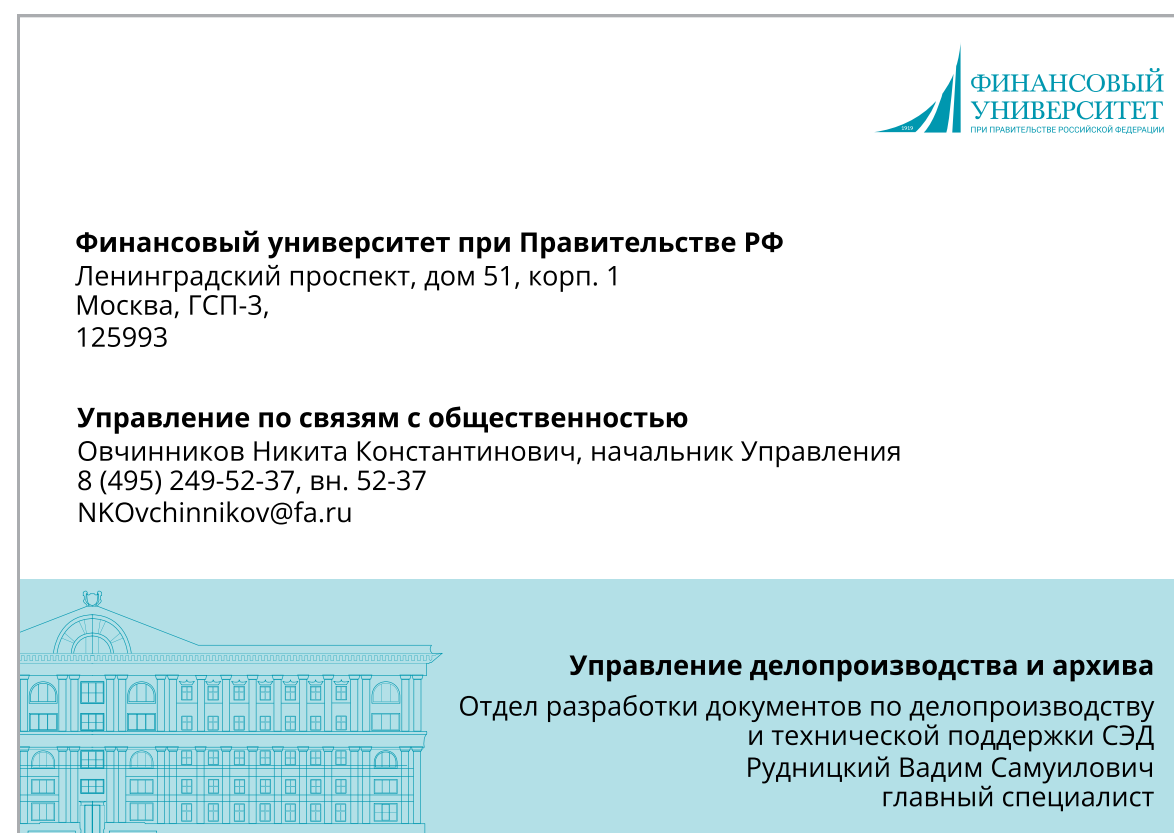 1919
ФИНАНСОВЫЙ
УНИВЕРСИТЕТ
ПРИ ПРАВИТЕЛЬСТВЕ РОССИЙСКОЙ ФЕДЕРАЦИИ
Финансовый университет при Правительстве РФ
Ленинградский проспект, дом 51, корп. 1
Москва, ГСП-3,
125993
Управление по связям с общественностью
Овчинников Никита Константинович, начальник Управления
8 (495) 249-52-37, вн. 52-37
NKOvchinnikov@fa.ru
Управление делопроизводства и архива
Отдел разработки документов по делопроизводству
и технической поддержки СЭД
Рудницкий Вадим Самуилович
главный специалист